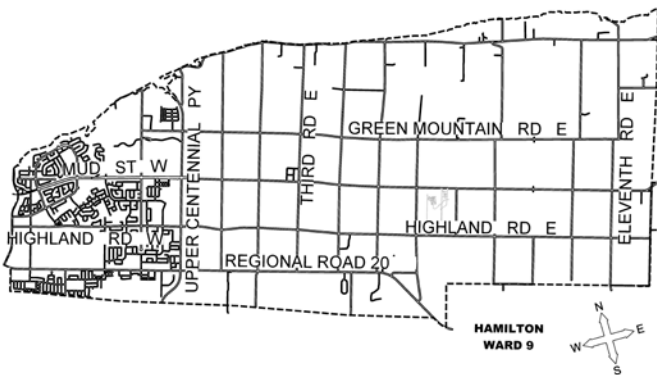 GREEN MOUNTAIN RD E
MUD ST W
UPPER CENTENNIAL PY
THIRD RD E
ELEVENTH RD E
HIGHLAND RD W
HIGHLAND RD E
REGIONAL ROAD 20
HAMILTON
WARD 9
N
W E
S